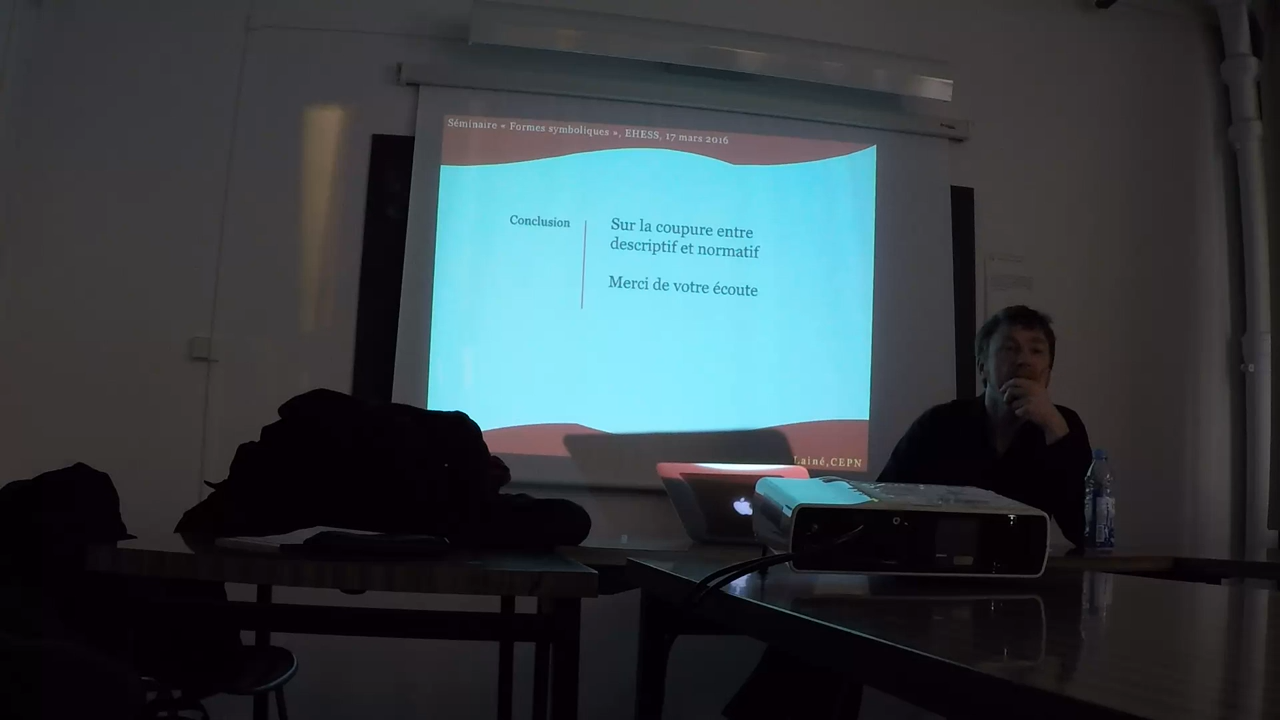 Séminaire « Formes symboliques », EHESS, 17 mars 2016
Conclusion
Sur la coupure entre
descriptif et normatif
Merci de votre écoute
Lainé, CEPN